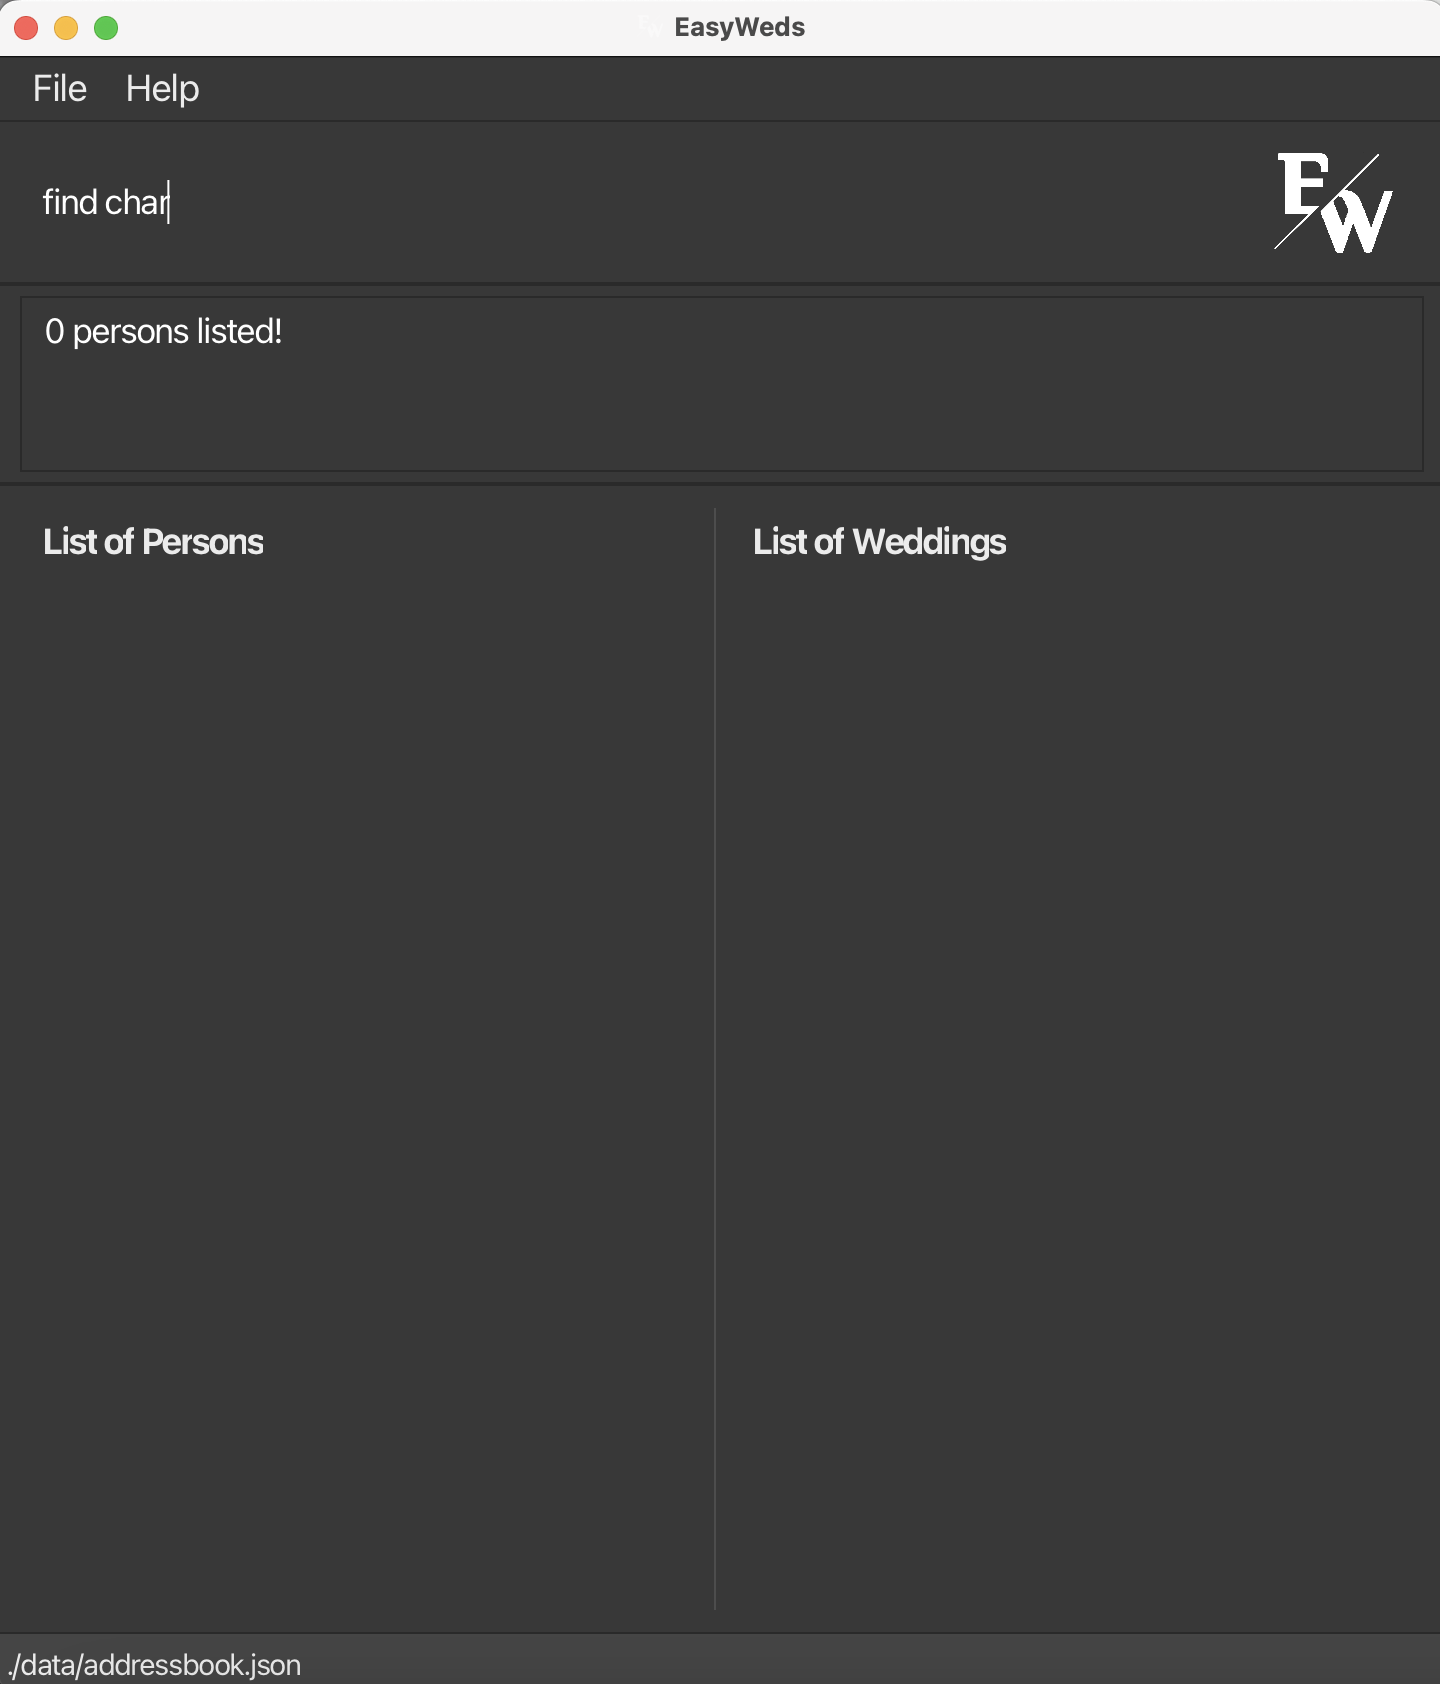 EasyWeds
File Help
find char
EW
0 persons listed!
List of Persons
List of Weddings
./data/addressbook.json